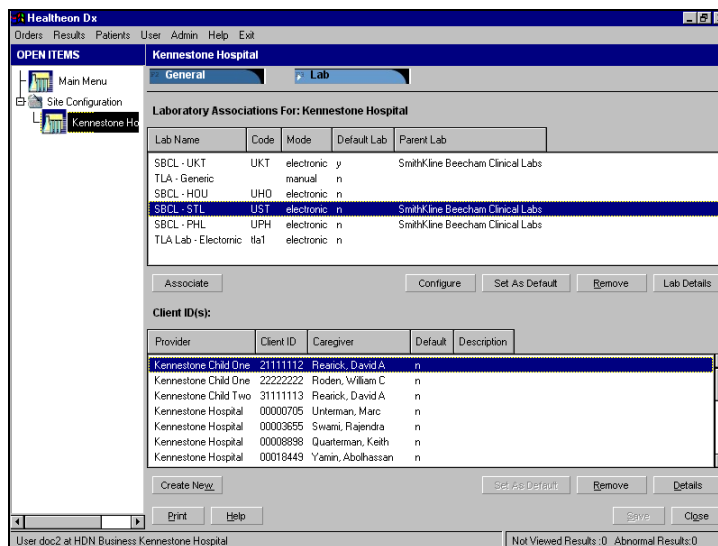 Healtheon Dx
Orders Results Patients User Admin Help Exit
OPEN ITEMS
Kennestone Hospital
Main Menu
Site Configuration
Kennestone Ho
General
Lab
Laboratory Associations For: Kennestone Hospital
Lab Name Code Mode Default Lab Parent Lab
SBCL - UKT UKT electronic y SmithKline Beecham Clinical Labs
TLA - Generic manual n
SBCL - HOU UHO electronic n
SBCL - STL UST electronic n SmithKline Beecham Clinical Labs
SBCL - PHL UPH electronic n SmithKline Beecham Clinical Labs
TLA Lab - Electornic tla1 electronic n
Associate Configure Set As Default Remove Lab Details
Client ID(s):
Provider Client ID Caregiver Default Description
Kennestone Child One 21111112 Rearick, David A n
Kennestone Child One 22222222 Roden, William C n
Kennestone Child Two 31111113 Rearick, David A n
Kennestone Hospital 00000705 Unterman, Marc n
Kennestone Hospital 00003655 Swami, Rajendra n
Kennestone Hospital 00008898 Quarterman, Keith n
Kennestone Hospital 00018449 Yamin, Abolhassan n
Create New Set As Default Remove Details
Print Help Save Close
User doc2 at HDN Business Kennestone Hospital Not Viewed Results :0 Abnormal Results:0